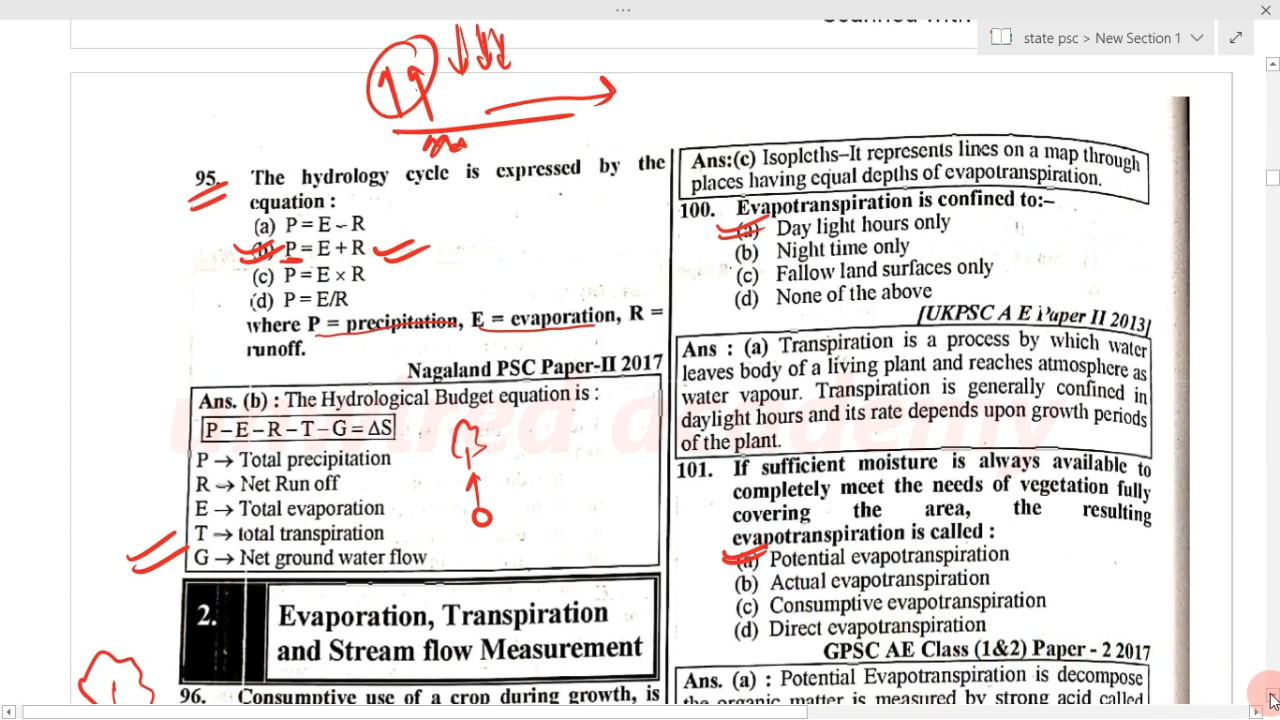 state psc > New Section 1
95. The hydrology cycle is expressed by the
equation :
(a) P = E – R
(b) P = E + R
(c) P = E × R
(d) P = E/R
where P = precipitation, E = evaporation, R =
runoff.
Nagaland PSC Paper-II 2017
Ans. (b) : The Hydrological Budget equation is :
P – E – R – T – G = ΔS
P → Total precipitation
R → Net Run off
E → Total evaporation
T → total transpiration
G → Net ground water flow
2. Evaporation, Transpiration
and Stream flow Measurement
96. Consumptive use of a crop during growth, is
Ans:(c) Isopleths–It represents lines on a map through
places having equal depths of evapotranspiration.
100. Evapotranspiration is confined to:–
(a) Day light hours only
(b) Night time only
(c) Fallow land surfaces only
(d) None of the above
[UKPSC A E Paper II 2013]
Ans : (a) Transpiration is a process by which water
leaves body of a living plant and reaches atmosphere as
water vapour. Transpiration is generally confined in
daylight hours and its rate depends upon growth periods
of the plant.
101. If sufficient moisture is always available to
completely meet the needs of vegetation fully
covering the area, the resulting
evapotranspiration is called :
(a) Potential evapotranspiration
(b) Actual evapotranspiration
(c) Consumptive evapotranspiration
(d) Direct evapotranspiration
GPSC AE Class (1&2) Paper - 2 2017
Ans. (a) : Potential Evapotranspiration is decompose
the organic matter is measured by strong acid called